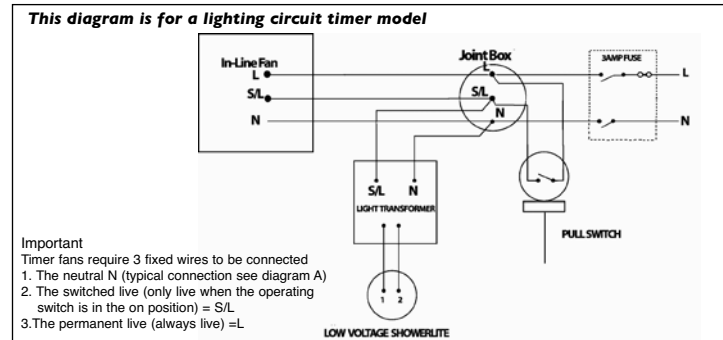 This diagram is for a lighting circuit timer model
In-Line Fan
L
S/L
N
Joint Box
L
S/L
N
3AMP FUSE
L
N
S/L N
LIGHT TRANSFORMER
PULL SWITCH
1 2
LOW VOLTAGE SHOWERLITE
Important
Timer fans require 3 fixed wires to be connected
1. The neutral N (typical connection see diagram A)
2. The switched live (only live when the operating
switch is in the on position) = S/L
3.The permanent live (always live) =L